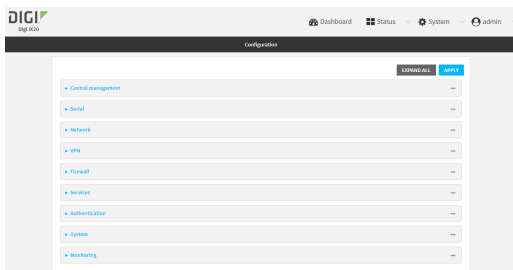 DIGI
Digi IX20
Dashboard
Status
System
admin
Configuration
EXPAND ALL
APPLY
Central management
Serial
Network
VPN
Firewall
Services
Authentication
System
Monitoring